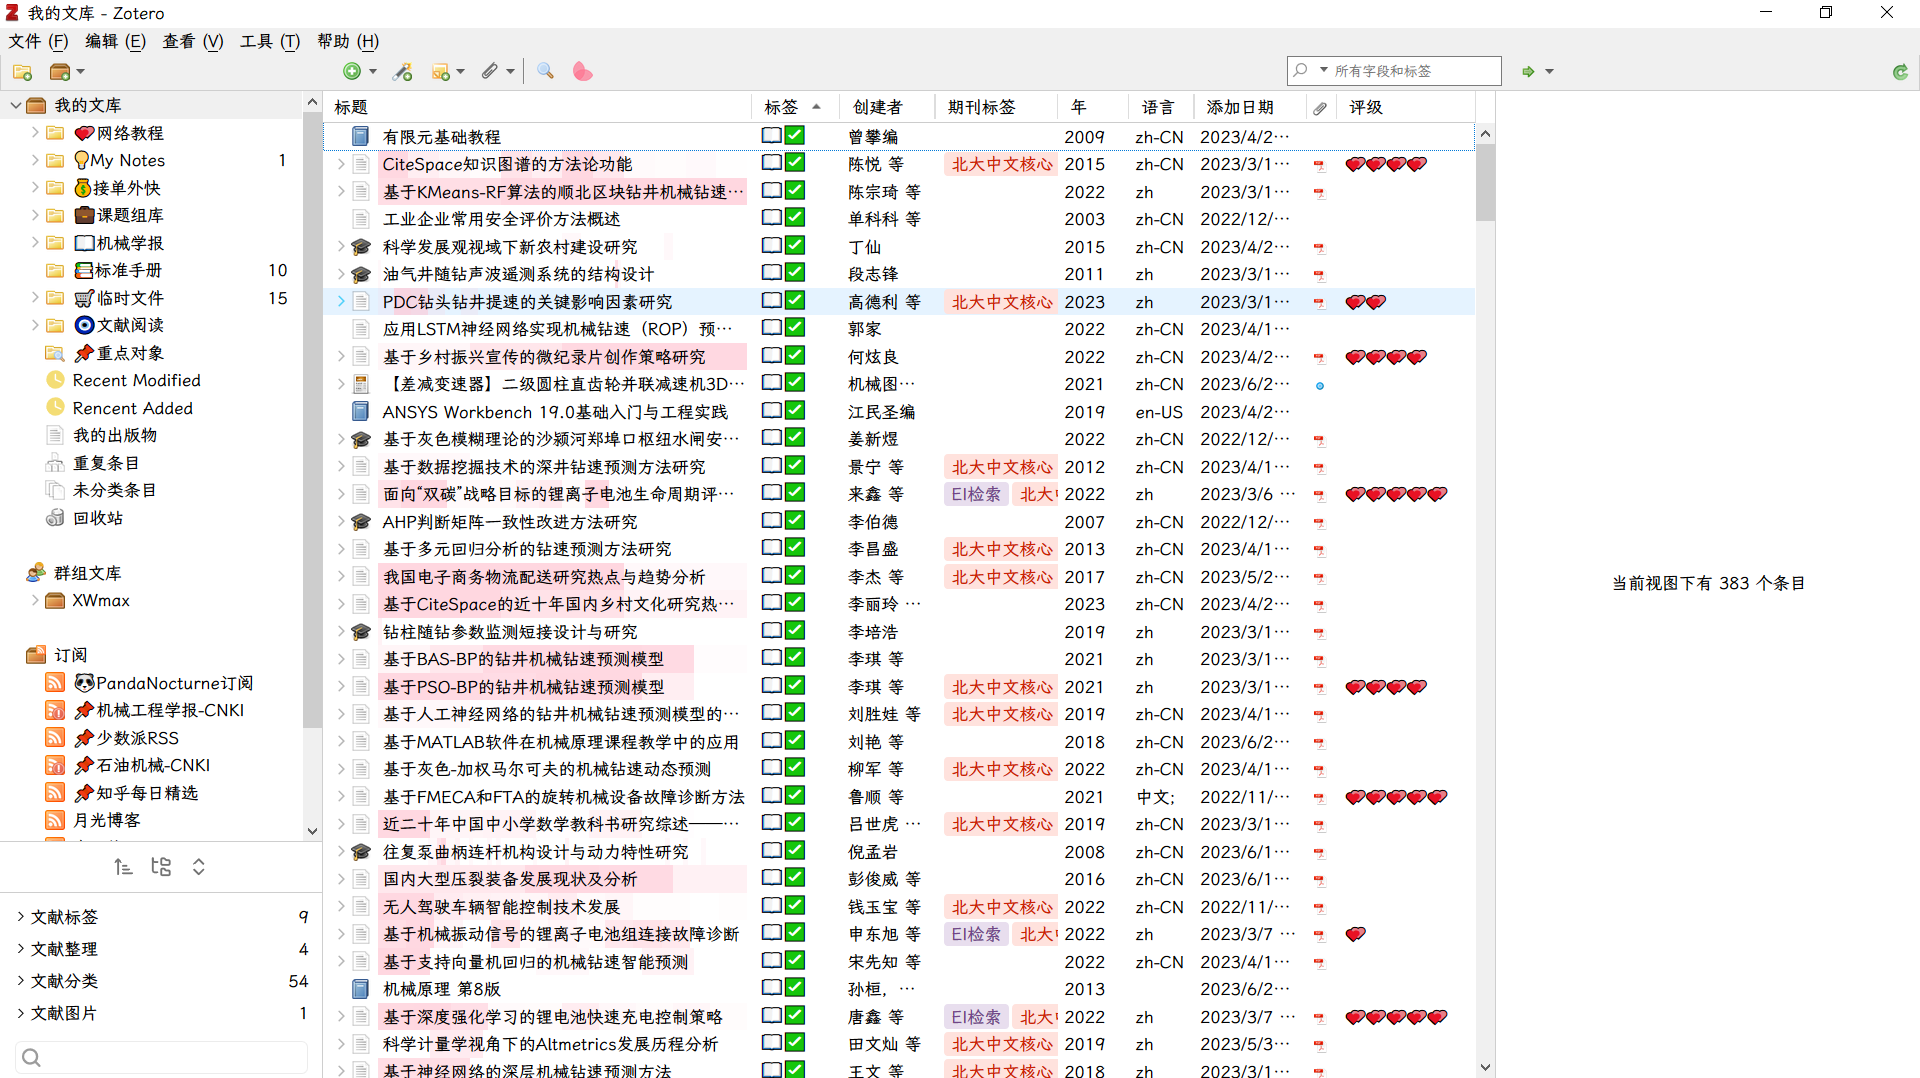 我的文库 - Zotero
文件 (F) 编辑 (E) 查看 (V) 工具 (T) 帮助 (H)
所有字段和标签
我的文库
网络教程
My Notes 1
接单外快
课题组库
机械学报
标准手册 10
临时文件 15
文献阅读
重点对象
Recent Modified
Rencent Added
我的出版物
重复条目
未分类条目
回收站
群组文库
XWmax
订阅
PandaNocturne订阅
机械工程学报-CNKI
少数派RSS
石油机械-CNKI
知乎每日精选
月光博客
文献标签 9
文献整理 4
文献分类 54
文献图片 1
标题 标签 创建者 期刊标签 年 语言 添加日期 评级
有限元基础教程 曾攀编 2009 zh-CN 2023/4/2…
CiteSpace知识图谱的方法论功能 陈悦 等 北大中文核心 2015 zh-CN 2023/3/1…
基于KMeans-RF算法的顺北区块钻井机械钻速… 陈宗琦 等 2022 zh 2023/3/1…
工业企业常用安全评价方法概述 单科科 等 2003 zh-CN 2022/12/…
科学发展观视域下新农村建设研究 丁仙 2015 zh-CN 2023/4/2…
油气井随钻声波遥测系统的结构设计 段志锋 2011 zh 2023/3/1…
PDC钻头钻井提速的关键影响因素研究 高德利 等 北大中文核心 2023 zh 2023/3/1…
应用LSTM神经网络实现机械钻速（ROP）预… 郭家 2022 zh-CN 2023/4/1…
基于乡村振兴宣传的微纪录片创作策略研究 何炫良 2022 zh-CN 2023/4/2…
【差减变速器】二级圆柱直齿轮并联减速机3D… 机械图… 2021 zh-CN 2023/6/2…
ANSYS Workbench 19.0基础入门与工程实践 江民圣编 2019 en-US 2023/4/2…
基于灰色模糊理论的沙颍河郑埠口枢纽水闸安… 姜新煜 2022 zh-CN 2022/12/…
基于数据挖掘技术的深井钻速预测方法研究 景宁 等 北大中文核心 2012 zh-CN 2023/4/1…
面向“双碳”战略目标的锂离子电池生命周期评… 来鑫 等 EI检索 北大中 2022 zh 2023/3/6 …
AHP判断矩阵一致性改进方法研究 李伯德 2007 zh-CN 2022/12/…
基于多元回归分析的钻速预测方法研究 李昌盛 北大中文核心 2013 zh-CN 2023/4/1…
我国电子商务物流配送研究热点与趋势分析 李杰 等 北大中文核心 2017 zh-CN 2023/5/2…
基于CiteSpace的近十年国内乡村文化研究热… 李丽玲 … 2023 zh-CN 2023/4/2…
钻柱随钻参数监测短接设计与研究 李培浩 2019 zh 2023/3/1…
基于BAS-BP的钻井机械钻速预测模型 李琪 等 2021 zh 2023/3/1…
基于PSO-BP的钻井机械钻速预测模型 李琪 等 北大中文核心 2021 zh 2023/3/1…
基于人工神经网络的钻井机械钻速预测模型的… 刘胜娃 等 北大中文核心 2019 zh-CN 2023/4/1…
基于MATLAB软件在机械原理课程教学中的应用 刘艳 等 2018 zh-CN 2023/6/2…
基于灰色-加权马尔可夫的机械钻速动态预测 柳军 等 北大中文核心 2022 zh-CN 2023/4/1…
基于FMECA和FTA的旋转机械设备故障诊断方法 鲁顺 等 2021 中文; 2022/11/…
近二十年中国中小学数学教科书研究综述——… 吕世虎 … 北大中文核心 2019 zh-CN 2023/3/1…
往复泵曲柄连杆机构设计与动力特性研究 倪孟岩 2008 zh-CN 2023/6/1…
国内大型压裂装备发展现状及分析 彭俊威 等 2016 zh-CN 2023/6/1…
无人驾驶车辆智能控制技术发展 钱玉宝 等 北大中文核心 2022 zh-CN 2022/11/…
基于机械振动信号的锂离子电池组连接故障诊断 申东旭 等 EI检索 北大中 2022 zh 2023/3/7 …
基于支持向量机回归的机械钻速智能预测 宋先知 等 2022 zh-CN 2023/4/1…
机械原理 第8版 孙桓, … 2013 2023/6/2…
基于深度强化学习的锂电池快速充电控制策略 唐鑫 等 EI检索 北大中 2022 zh 2023/3/7 …
科学计量学视角下的Altmetrics发展历程分析 田文灿 等 北大中文核心 2019 zh 2023/5/3…
基于神经网络的深层机械钻速预测方法 王文 等 北大中文核心 2018 zh 2023/3/1…
当前视图下有 383 个条目